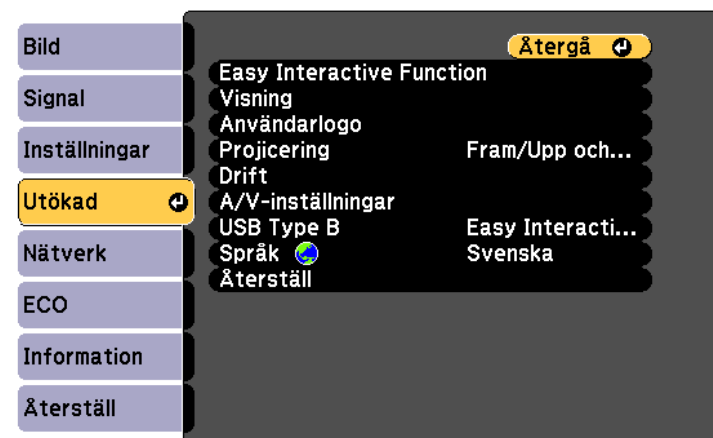 Bild
Signal
Inställningar
Utökad
Nätverk
ECO
Information
Återställ
Återgå
Easy Interactive Function
Visning
Användarlogo
Projicering Fram/Upp och...
Drift
A/V-inställningar
USB Type B Easy Interacti...
Språk Svenska
Återställ